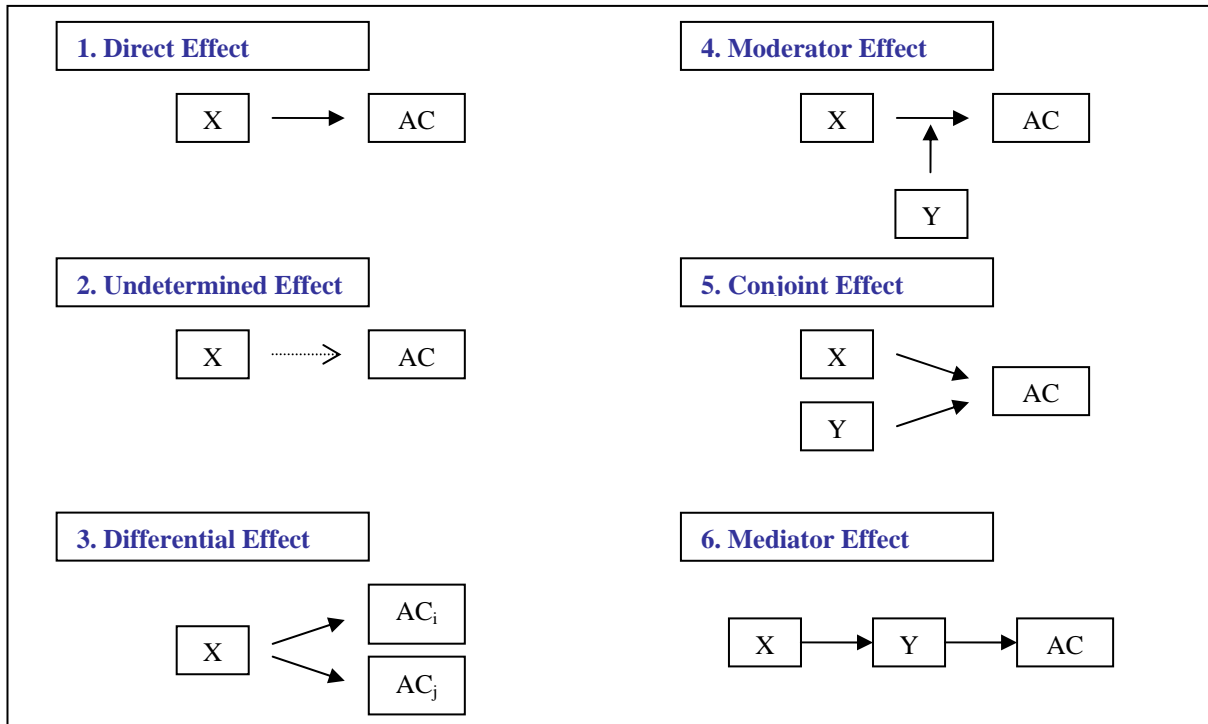 1. Direct Effect
X AC
2. Undetermined Effect
X AC
3. Differential Effect
X
ACi
ACj
4. Moderator Effect
X AC
Y
5. Conjoint Effect
X
Y
AC
6. Mediator Effect
X Y AC